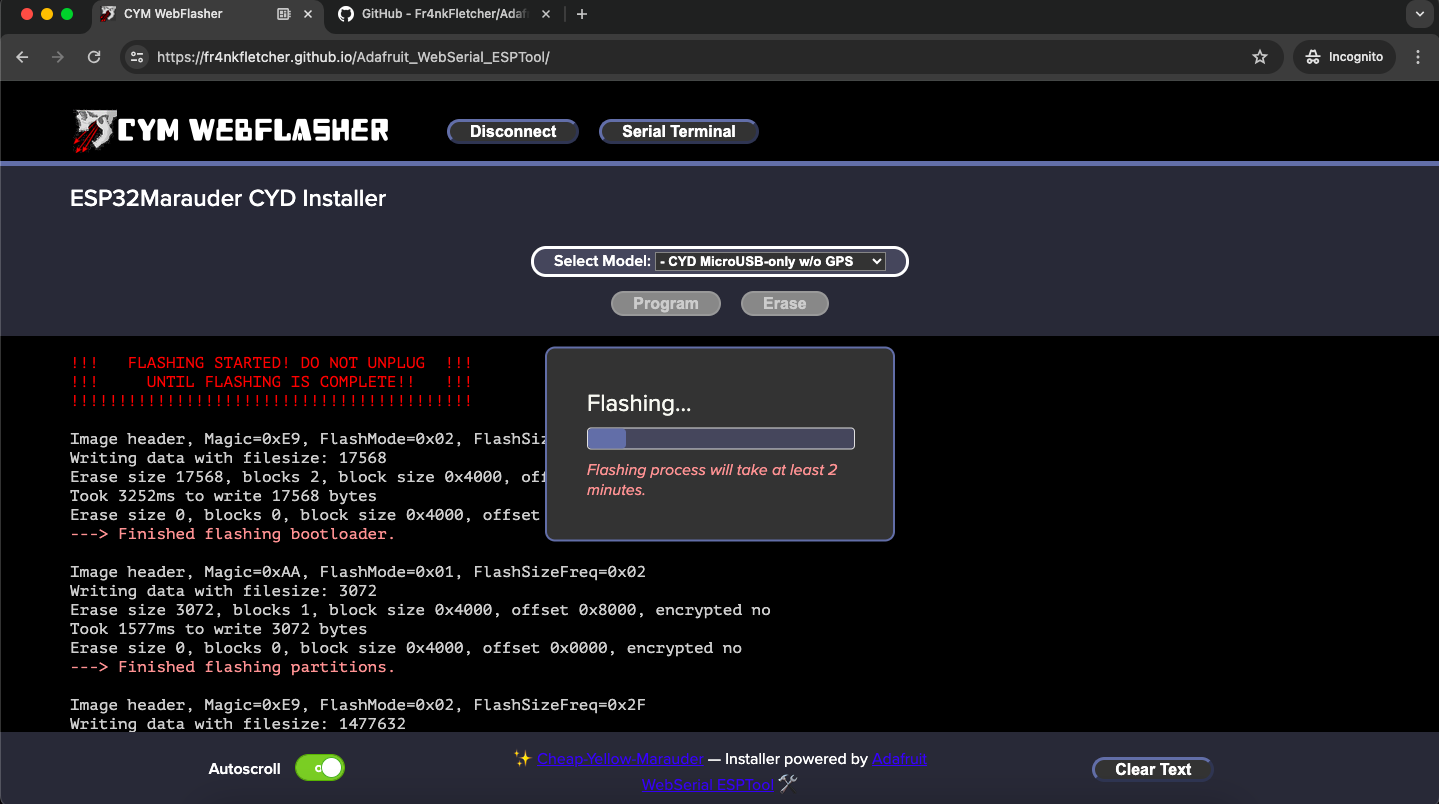 CYM WebFlasher
GitHub - Fr4nkFletcher/Adaf
https://fr4nkfletcher.github.io/Adafruit_WebSerial_ESPTool/
Incognito
CYM WEBFLASHER
Disconnect
Serial Terminal
ESP32Marauder CYD Installer
Select Model: - CYD MicroUSB-only w/o GPS
Program
Erase
!!!   FLASHING STARTED! DO NOT UNPLUG  !!!
!!!     UNTIL FLASHING IS COMPLETE!!   !!!
!!!!!!!!!!!!!!!!!!!!!!!!!!!!!!!!!!!!!!!!!!
Image header, Magic=0xE9, FlashMode=0x02, FlashSiz
Writing data with filesize: 17568
Erase size 17568, blocks 2, block size 0x4000, of
Took 3252ms to write 17568 bytes
Erase size 0, blocks 0, block size 0x4000, offset
---> Finished flashing bootloader.
Flashing...
Flashing process will take at least 2
minutes.
Image header, Magic=0xAA, FlashMode=0x01, FlashSizeFreq=0x02
Writing data with filesize: 3072
Erase size 3072, blocks 1, block size 0x4000, offset 0x8000, encrypted no
Took 1577ms to write 3072 bytes
Erase size 0, blocks 0, block size 0x4000, offset 0x0000, encrypted no
---> Finished flashing partitions.
Image header, Magic=0xE9, FlashMode=0x02, FlashSizeFreq=0x2F
Writing data with filesize: 1477632
Autoscroll
✨ Cheap-Yellow-Marauder — Installer powered by Adafruit
WebSerial ESPTool 🛠
Clear Text